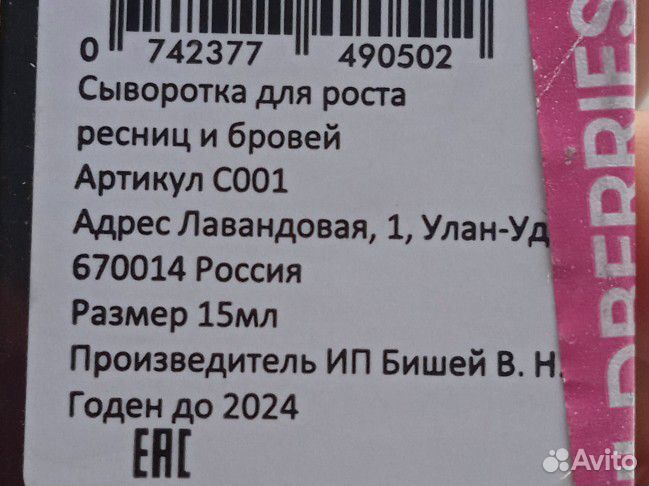 0 742377 490502
Сыворотка для роста
ресниц и бровей
Артикул С001
Адрес Лавандовая, 1, Улан-Уд
670014 Россия
Размер 15мл
Производитель ИП Бишей В. Н.
Годен до 2024
EAC
Avito